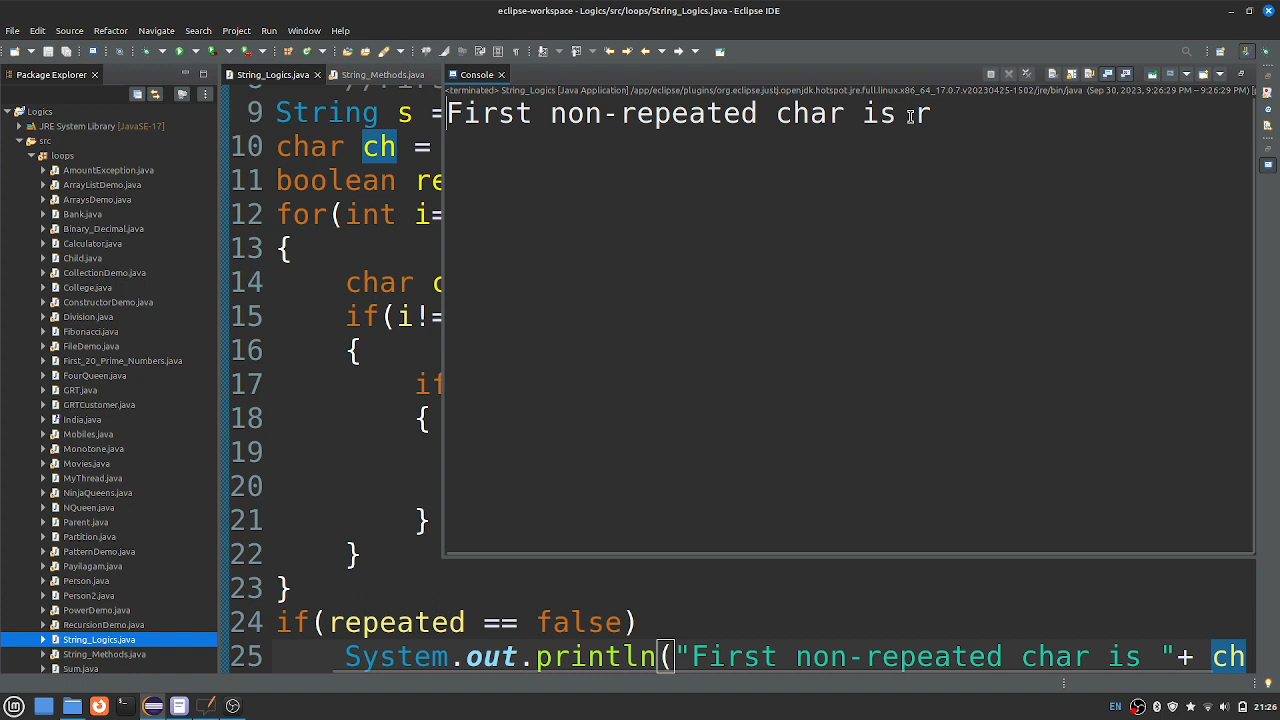 eclipse-workspace - Logics/src/loops/String_Logics.java - Eclipse IDE
File Edit Source Refactor Navigate Search Project Run Window Help
Package Explorer
String_Logics.java
String_Methods.java
Console
Logics
JRE System Library [JavaSE-17]
src
loops
AmountException.java
ArrayListDemo.java
ArraysDemo.java
Bank.java
Binary_Decimal.java
Calculator.java
Child.java
CollectionDemo.java
College.java
ConstructorDemo.java
Division.java
Fibonacci.java
FileDemo.java
First_20_Prime_Numbers.java
FourQueen.java
GRT.java
GRTCustomer.java
India.java
Mobiles.java
Monotone.java
Movies.java
MyThread.java
NinjaQueens.java
NQueen.java
Parent.java
Partition.java
PatternDemo.java
Payilagam.java
Person.java
Person2.java
PowerDemo.java
RecursionDemo.java
String_Logics.java
String_Methods.java
Sum.java
9 String s =
10 char ch =
11 boolean re
12 for(int i=
13 {
14 char c
15 if(i!=
16 {
17 if
18 {
19
20
21 }
22 }
23 }
24 if(repeated == false)
25 System.out.println("First non-repeated char is "+ ch
<terminated> String_Logics [Java Application] /app/eclipse/plugins/org.eclipse.justj.openjdk.hotspot.jre.full.linux.x86_64_17.0.7.v20230425-1502/jre/bin/java (Sep 30, 2023, 9:26:29 PM – 9:26:29 PM) [
First non-repeated char is r
EN
21:26